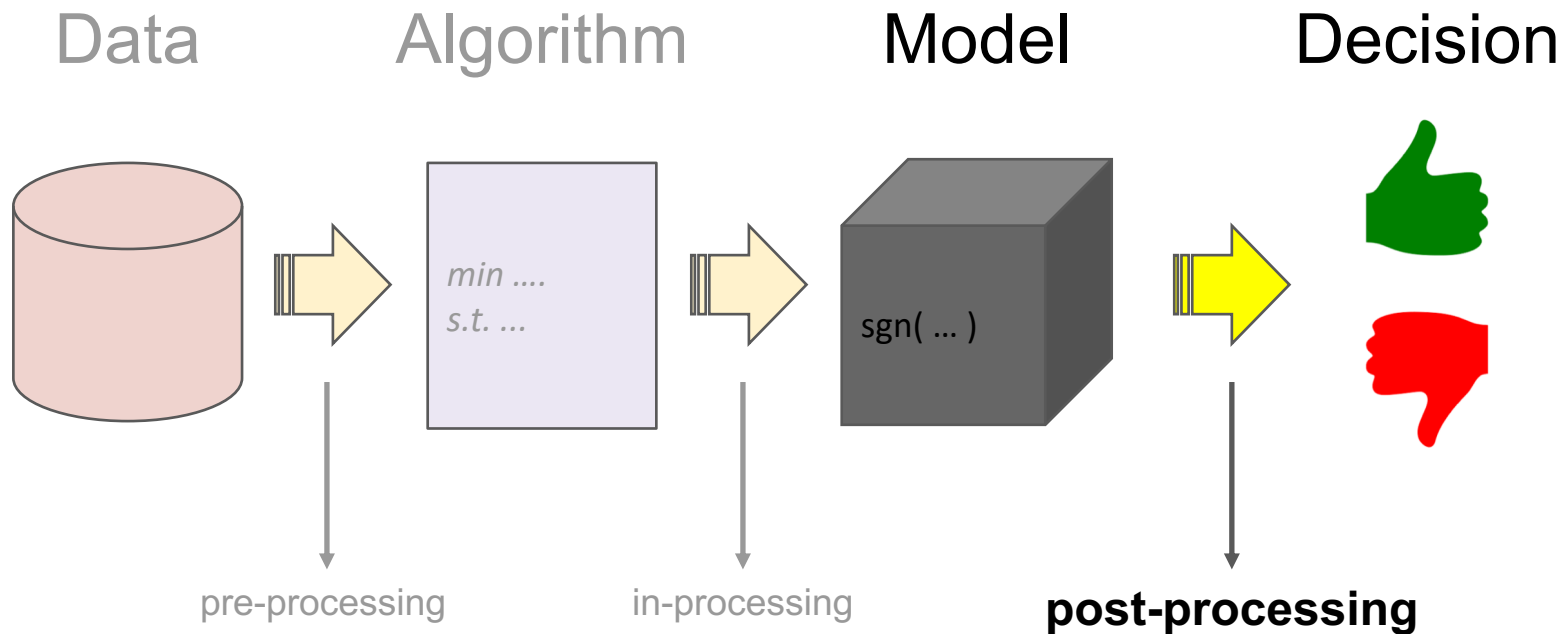 Data
Algorithm
Model
Decision
min ....
s.t. ...
sgn( ... )
pre-processing
in-processing
post-processing